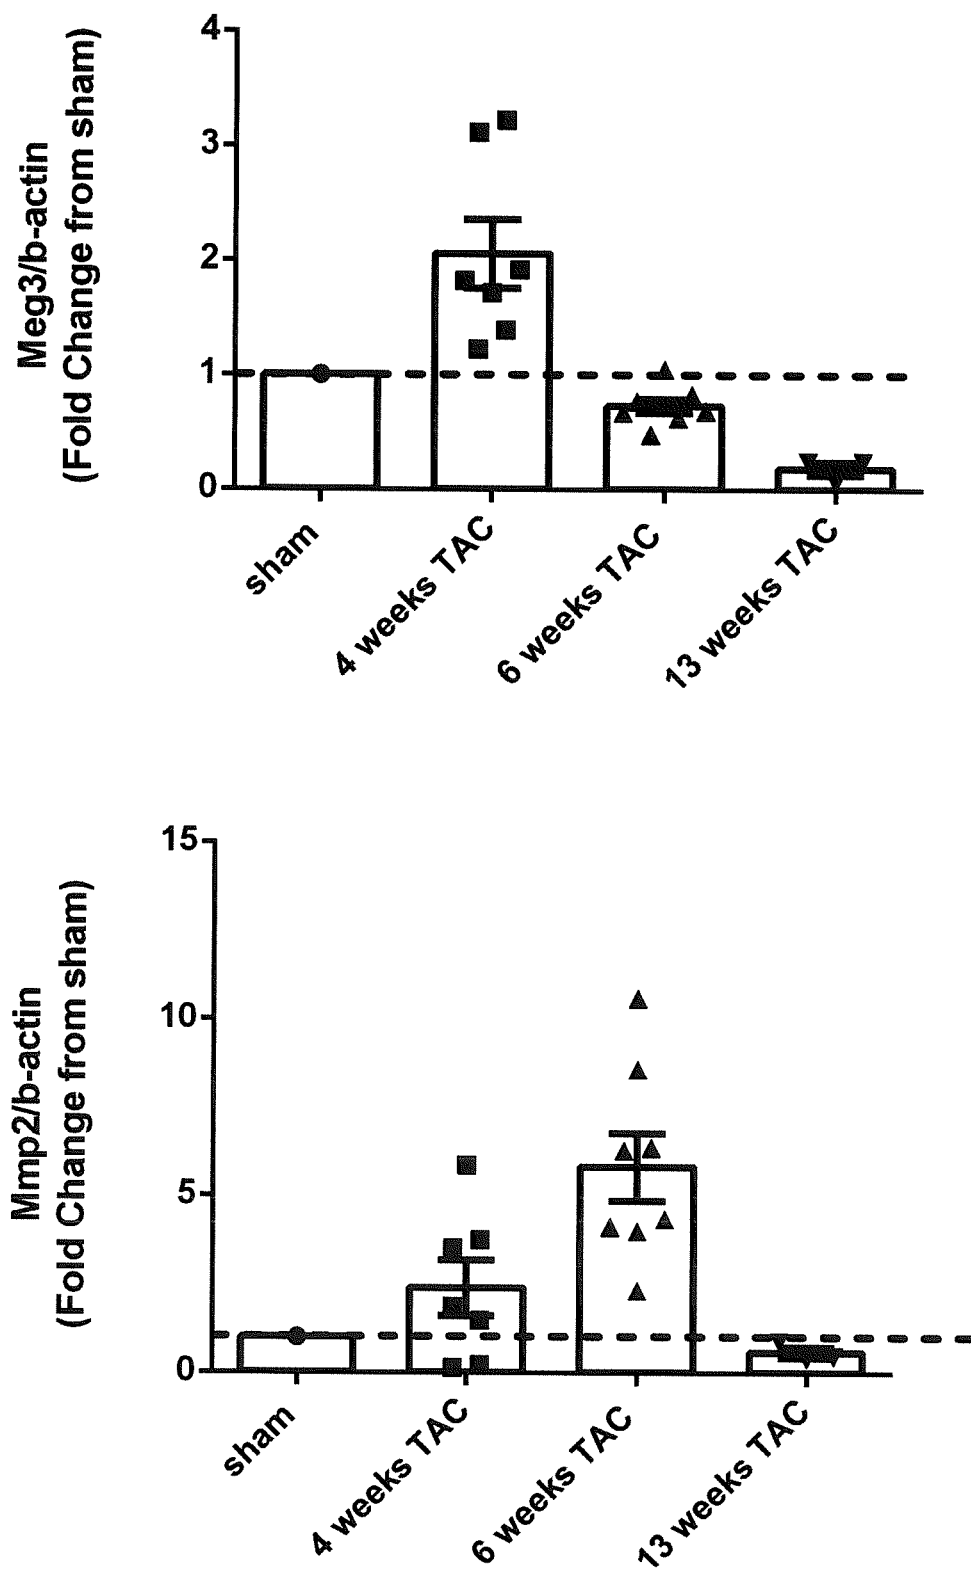 Meg3/b-actin
(Fold Change from sham)
4
3
2
1
0
sham
4 weeks TAC
6 weeks TAC
13 weeks TAC
Mmp2/b-actin
(Fold Change from sham)
15
10
5
0
sham
4 weeks TAC
6 weeks TAC
13 weeks TAC